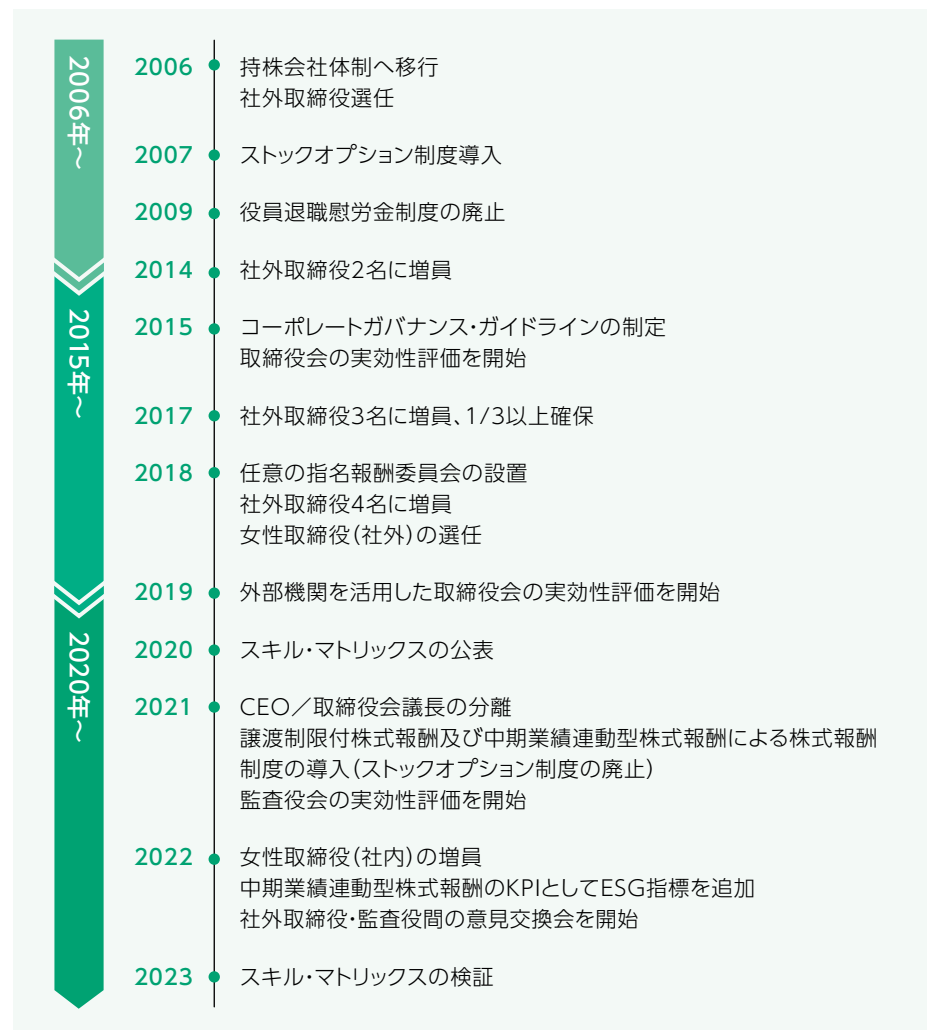 2006年～
2006
持株会社体制へ移行
社外取締役選任
2007
ストックオプション制度導入
2009
役員退職慰労金制度の廃止
2014
社外取締役2名に増員
2015年～
2015
コーポレートガバナンス・ガイドラインの制定
取締役会の実効性評価を開始
2017
社外取締役3名に増員、1/3以上確保
2018
任意の指名報酬委員会の設置
社外取締役4名に増員
女性取締役（社外）の選任
2019
外部機関を活用した取締役会の実効性評価を開始
2020年～
2020
スキル・マトリックスの公表
2021
CEO／取締役会議長の分離
譲渡制限付株式報酬及び中期業績連動型株式報酬による株式報酬
制度の導入（ストックオプション制度の廃止）
監査役会の実効性評価を開始
2022
女性取締役（社内）の増員
中期業績連動型株式報酬のKPIとしてESG指標を追加
社外取締役・監査役間の意見交換会を開始
2023
スキル・マトリックスの検証